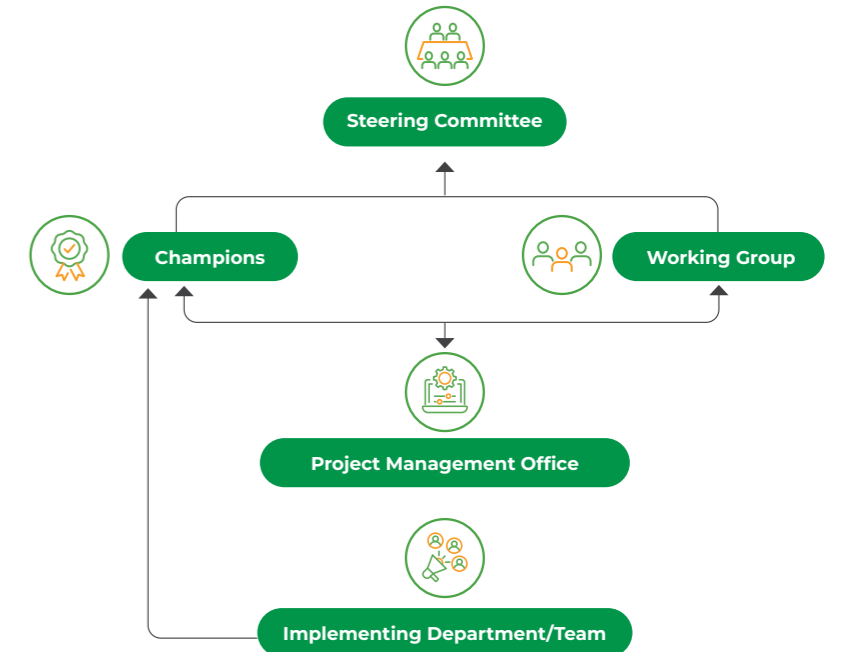 Steering Committee
Champions
Working Group
Project Management Office
Implementing Department/Team